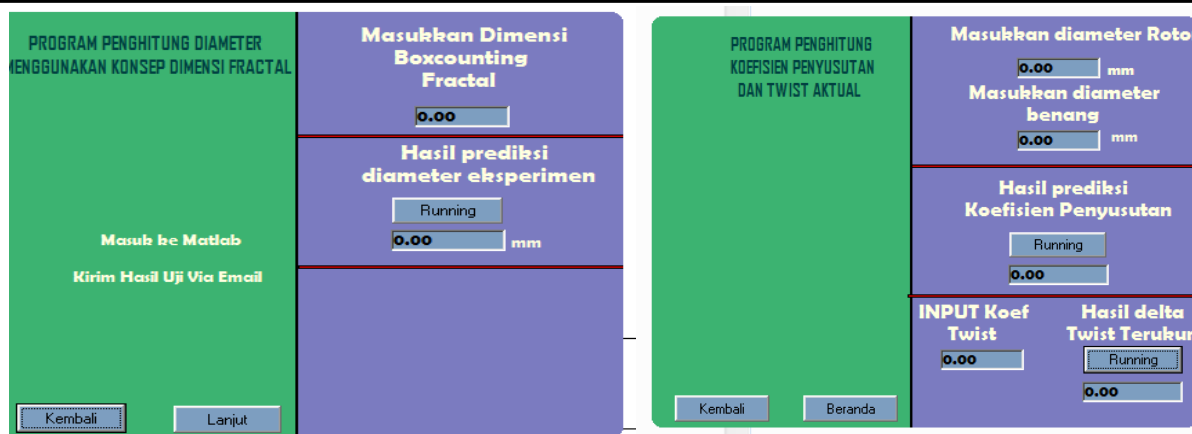 PROGRAM PENGHITUNG DIAMETER
MENGGUNAKAN KONSEP DIMENSI FRACTAL
Masuk ke Matlab
Kirim Hasil Uji Via Email
Kembali
Lanjut
Masukkan Dimensi
Boxcounting
Fractal
0.00
Hasil prediksi
diameter eksperimen
Running
0.00 mm
PROGRAM PENGHITUNG
KOEFISIEN PENYUSUTAN
DAN TWIST AKTUAL
Kembali
Beranda
Masukkan diameter Roto
0.00 mm
Masukkan diameter
benang
0.00 mm
Hasil prediksi
Koefisien Penyusutan
Running
0.00
INPUT Koef
Twist
0.00
Hasil delta
Twist Terukur
Running
0.00